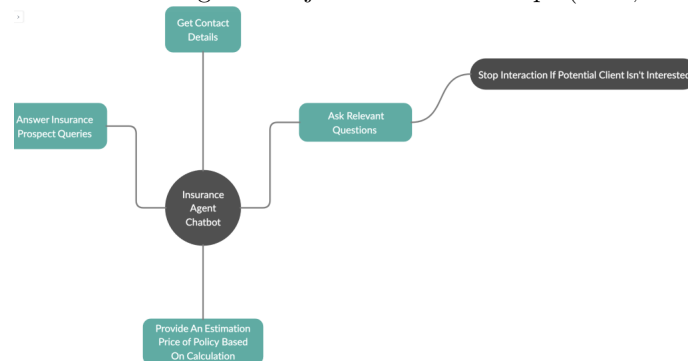 Get Contact
Details
Stop Interaction If Potential Client Isn't Interested
Answer Insurance
Prospect Queries
Ask Relevant
Questions
Insurance
Agent
Chatbot
Provide An Estimation
Price of Policy Based
On Calculation